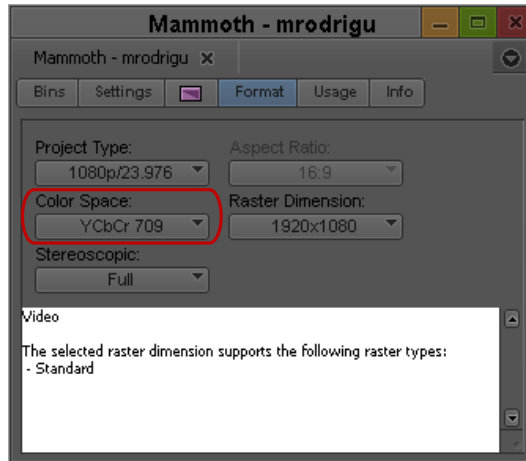 Mammoth - mrodrigu
Mammoth - mrodrigu
Bins Settings Format Usage Info
Project Type: Aspect Ratio:
1080p/23.976 16:9
Color Space: Raster Dimension:
YCbCr 709 1920x1080
Stereoscopic:
Full
Video
The selected raster dimension supports the following raster types:
- Standard